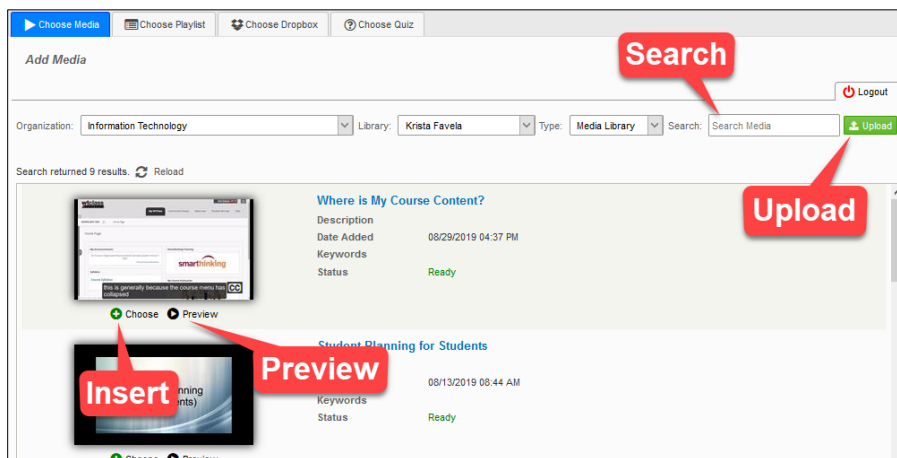 Choose Media Choose Playlist Choose Dropbox Choose Quiz
Add Media
Search
Logout
Organization: Information Technology Library: Krista Favela Type: Media Library Search: Search Media Upload
Search returned 9 results. Reload
Upload
Where is My Course Content?
Description
Date Added 08/29/2019 04:37 PM
Keywords
Status Ready
smarthinking
this is generally because the course menu has
collapsed
CC
Choose Preview
Student Planning for Students
Preview
08/13/2019 08:44 AM
Insert
Keywords
Status Ready
Choose Preview